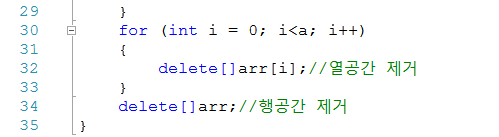 29 }
30 for (int i = 0; i<a; i++)
31 {
32 delete[]arr[i];//열공간 제거
33 }
34 delete[]arr;//행공간 제거
35 }